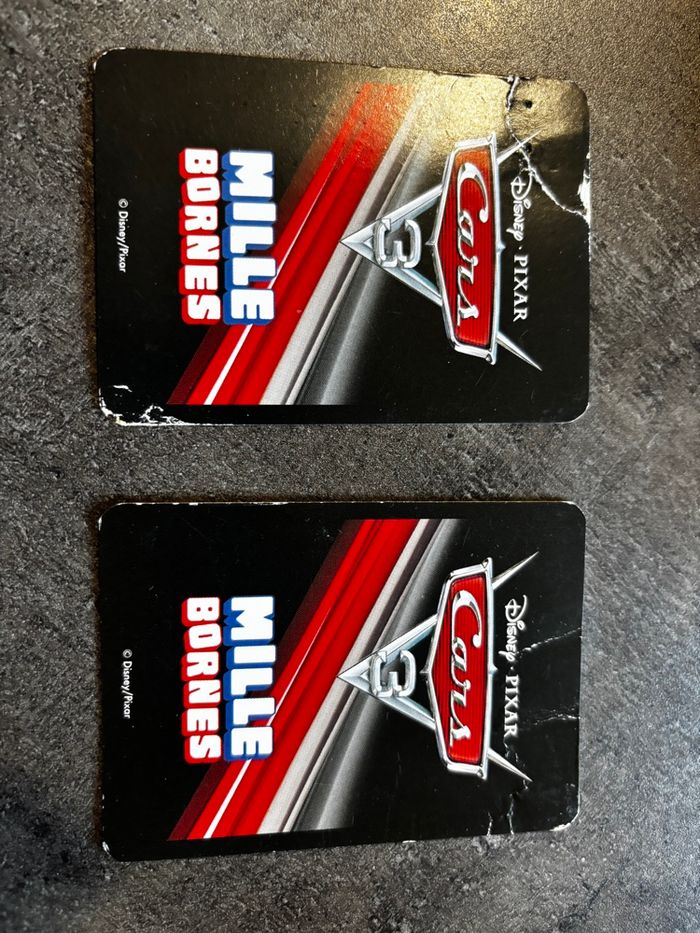 Disney · PIXAR
Cars
3
MILLE
BORNES
© Disney/Pixar
Disney · PIXAR
Cars
3
MILLE
BORNES
© Disney/Pixar